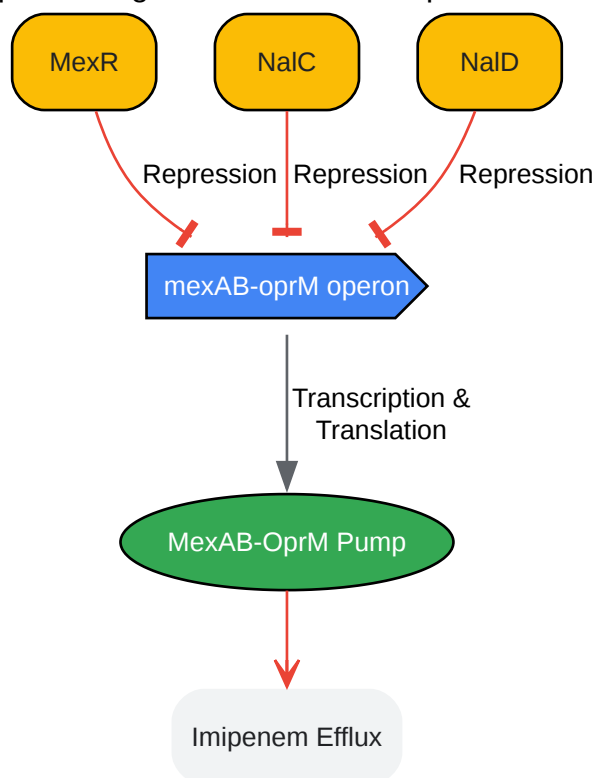 MexR
NalC
NalD
Repression
Repression
Repression
mexAB-oprM operon
Transcription &
Translation
MexAB-OprM Pump
Imipenem Efflux